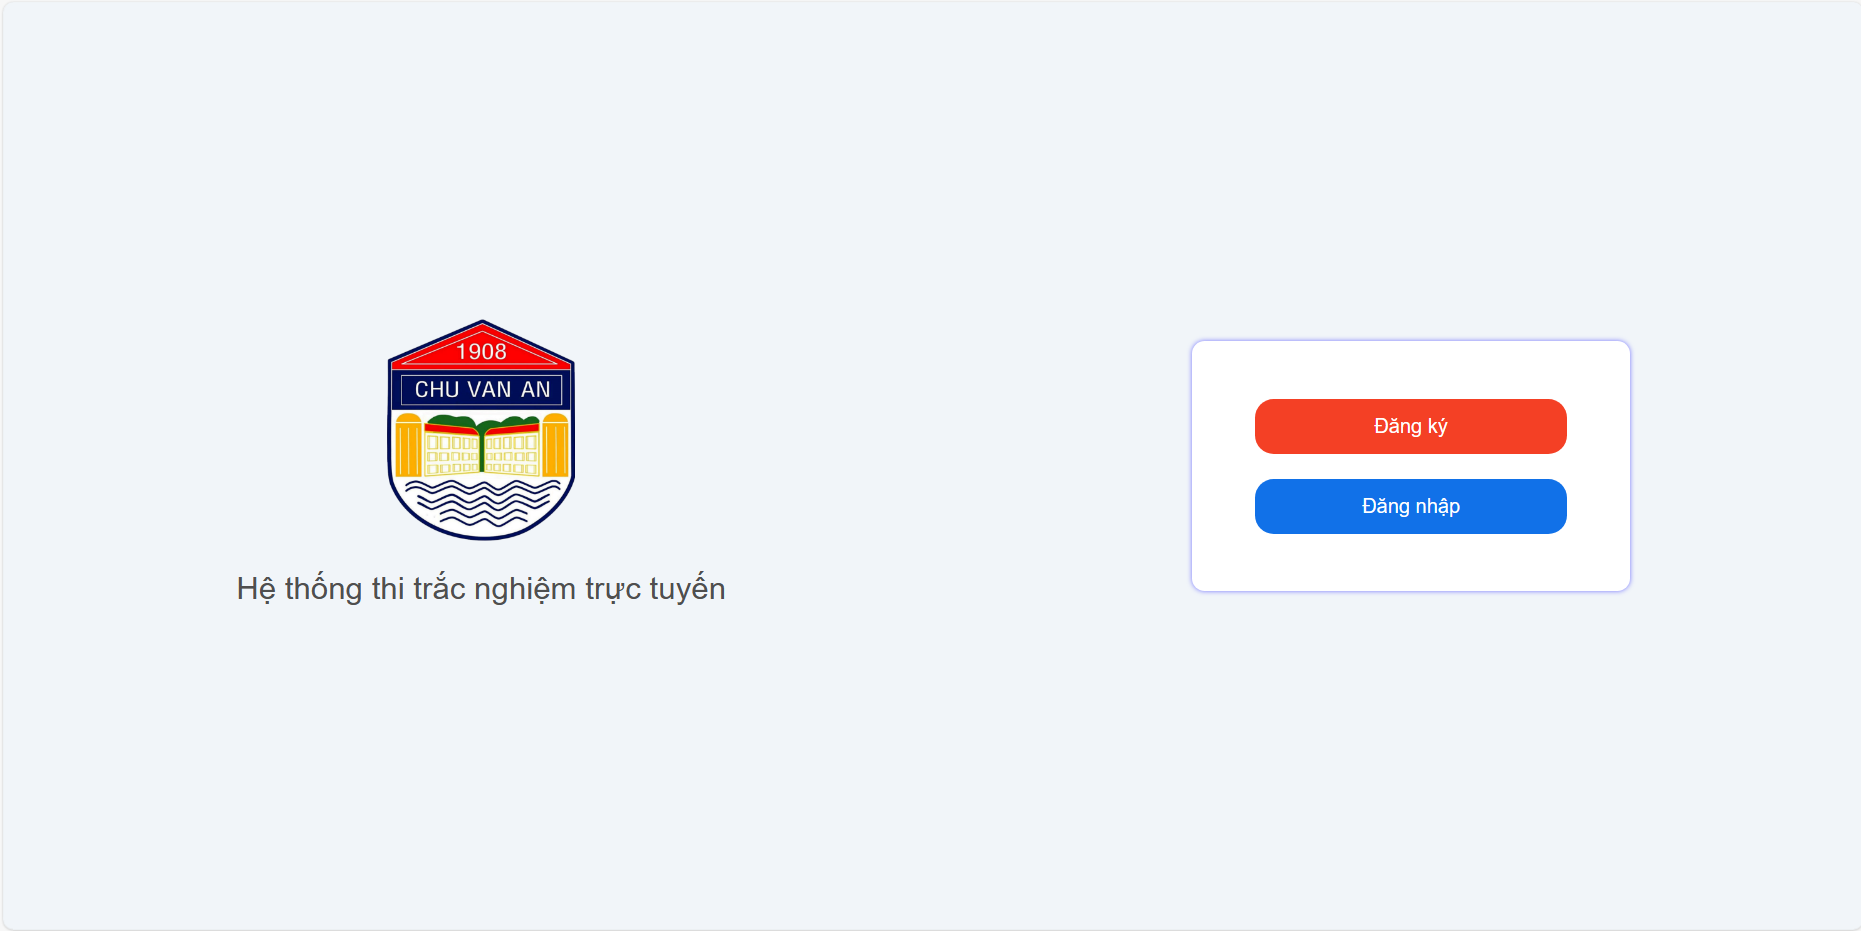 1908
CHU VAN AN
Hệ thống thi trắc nghiệm trực tuyến
Đăng ký
Đăng nhập